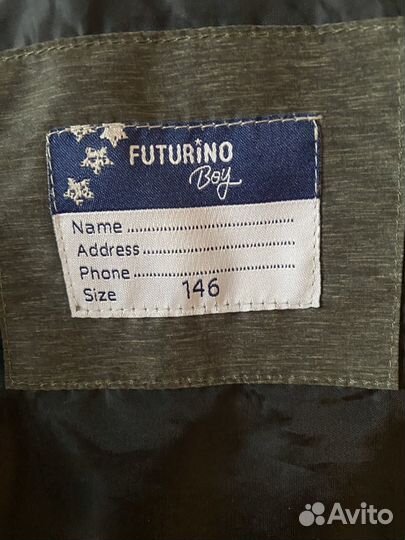 FUTURiNO
Boy
Name
Address
Phone
Size 146
Avito